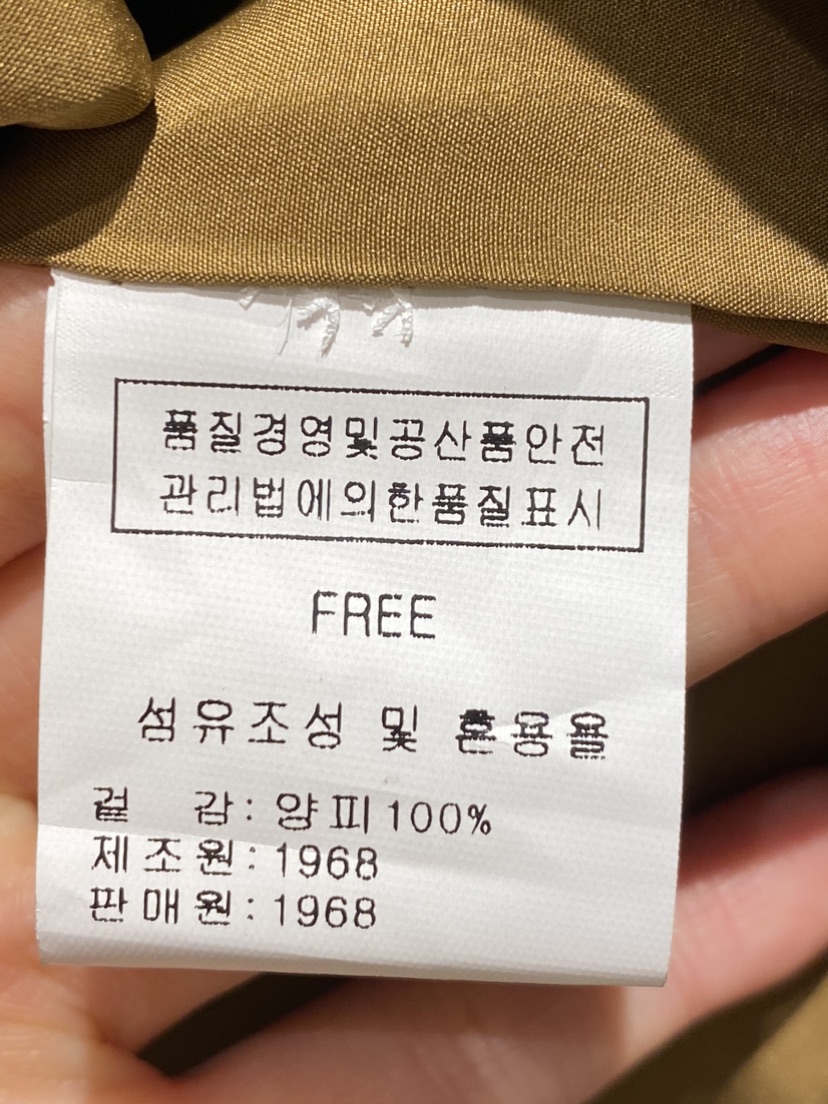 품질경영및공산품안전
관리법에의한품질표시
FREE
섬유조성 및 혼용율
겉 감: 양피100%
제조원: 1968
판매원: 1968